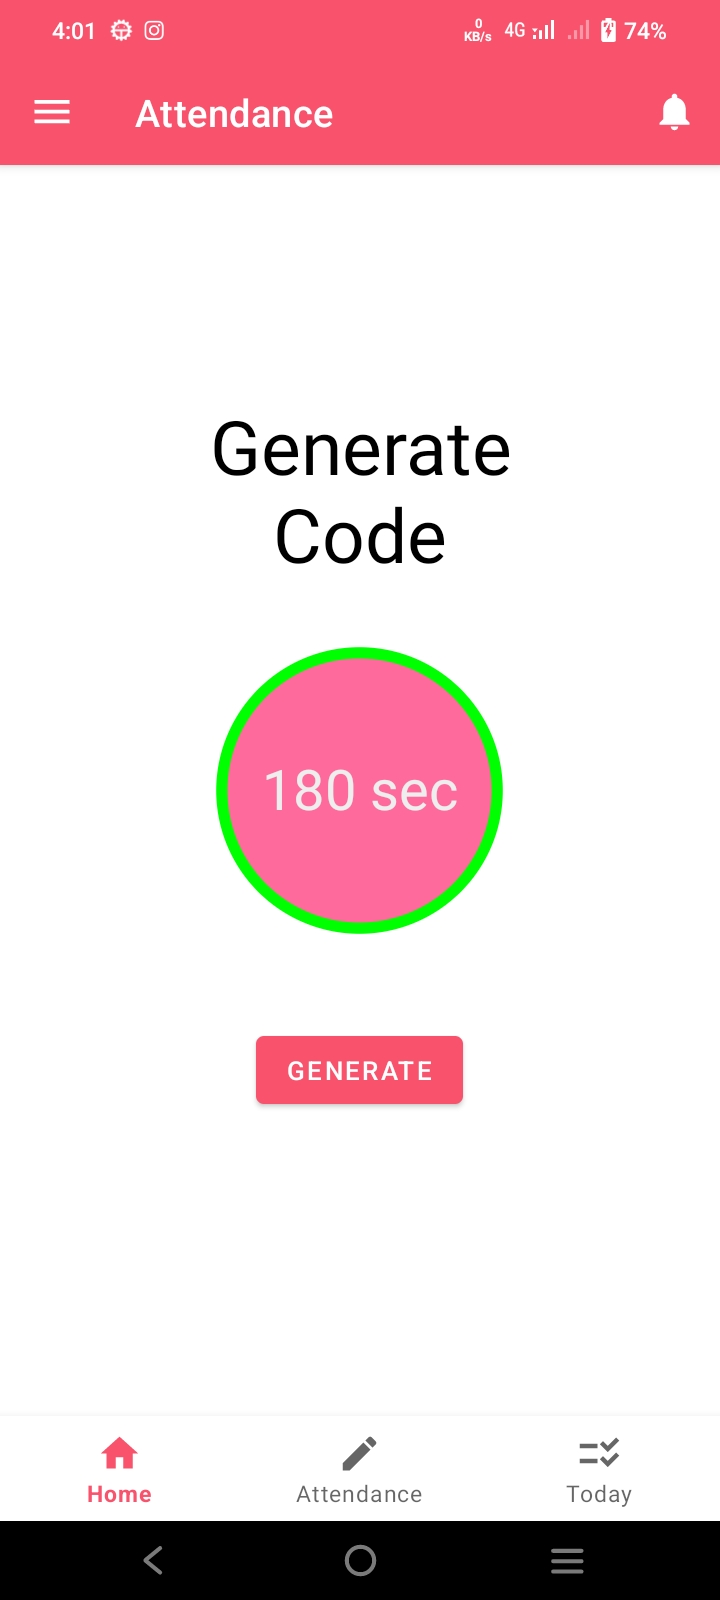 4:01 0 KB/s 4G 74%
Attendance
Generate
Code
180 sec
GENERATE
Home Attendance Today